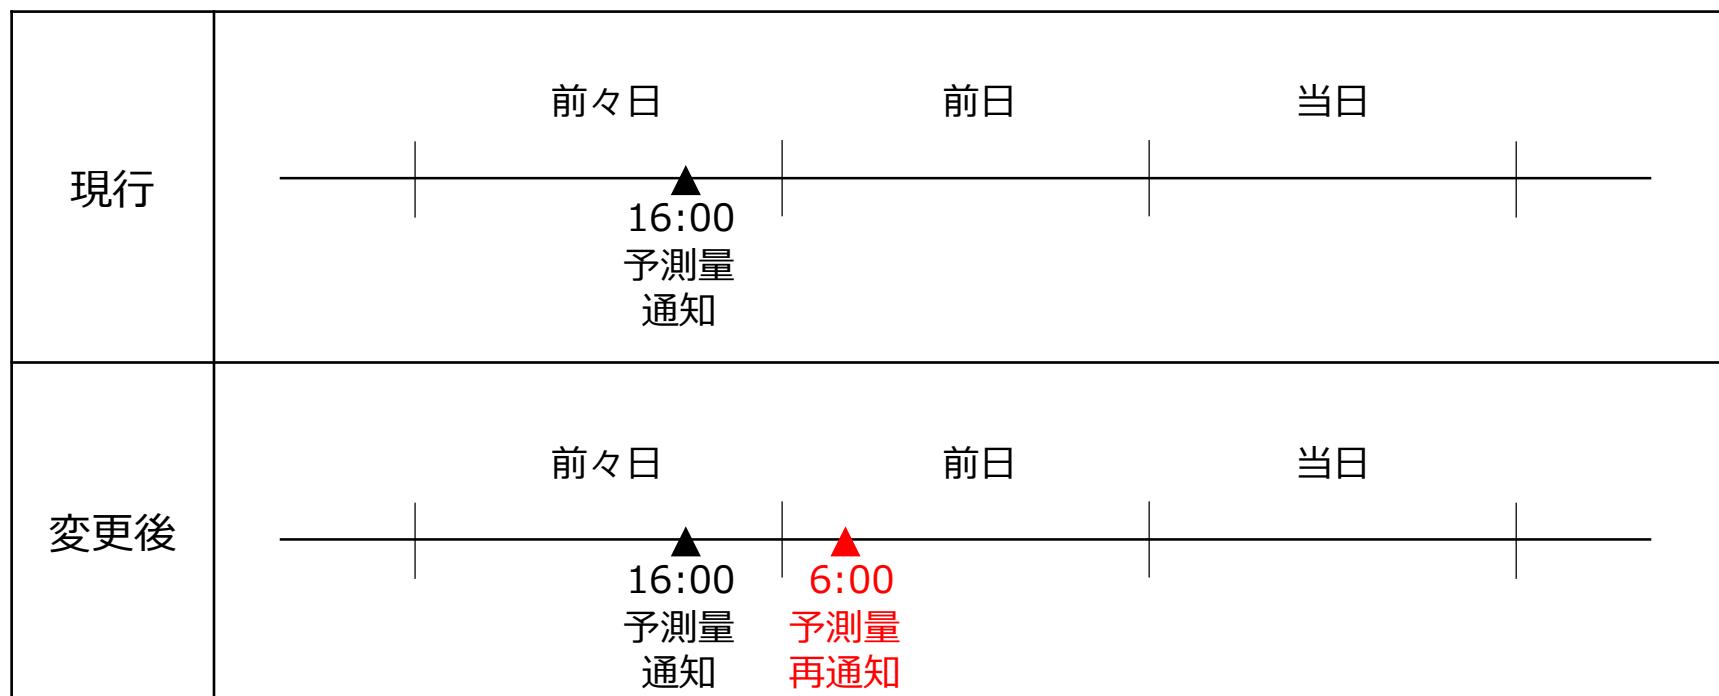 前々日
前日
当日
現行
16:00
予測量
通知
前々日
前日
当日
変更後
16:00
予測量
通知
6:00
予測量
再通知